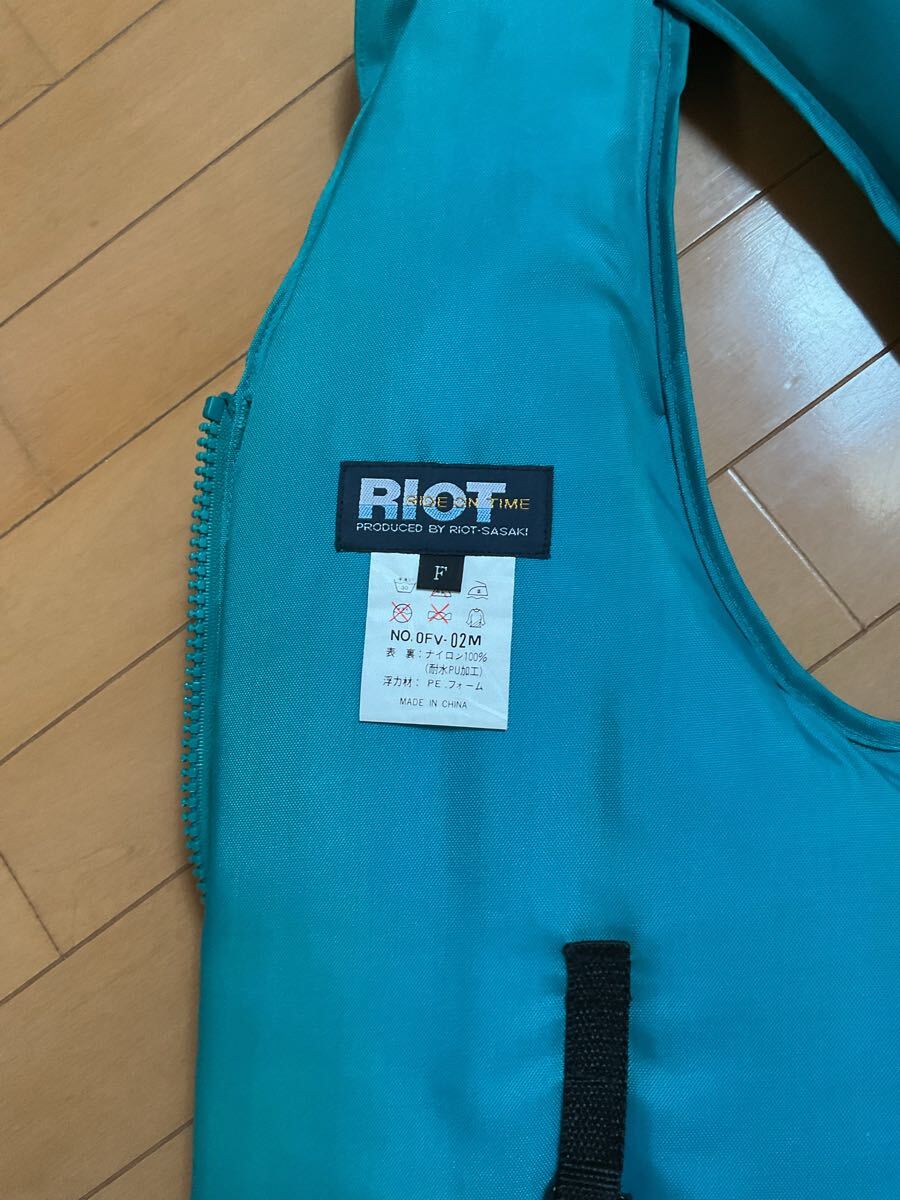 RIOT
RIDE ON TIME
PRODUCED BY RIOT-SASAKI
F
NO. OFV-02M
表 裏:ナイロン100%
(耐水PU加工)
浮力材: PE.フォーム
MADE IN CHINA